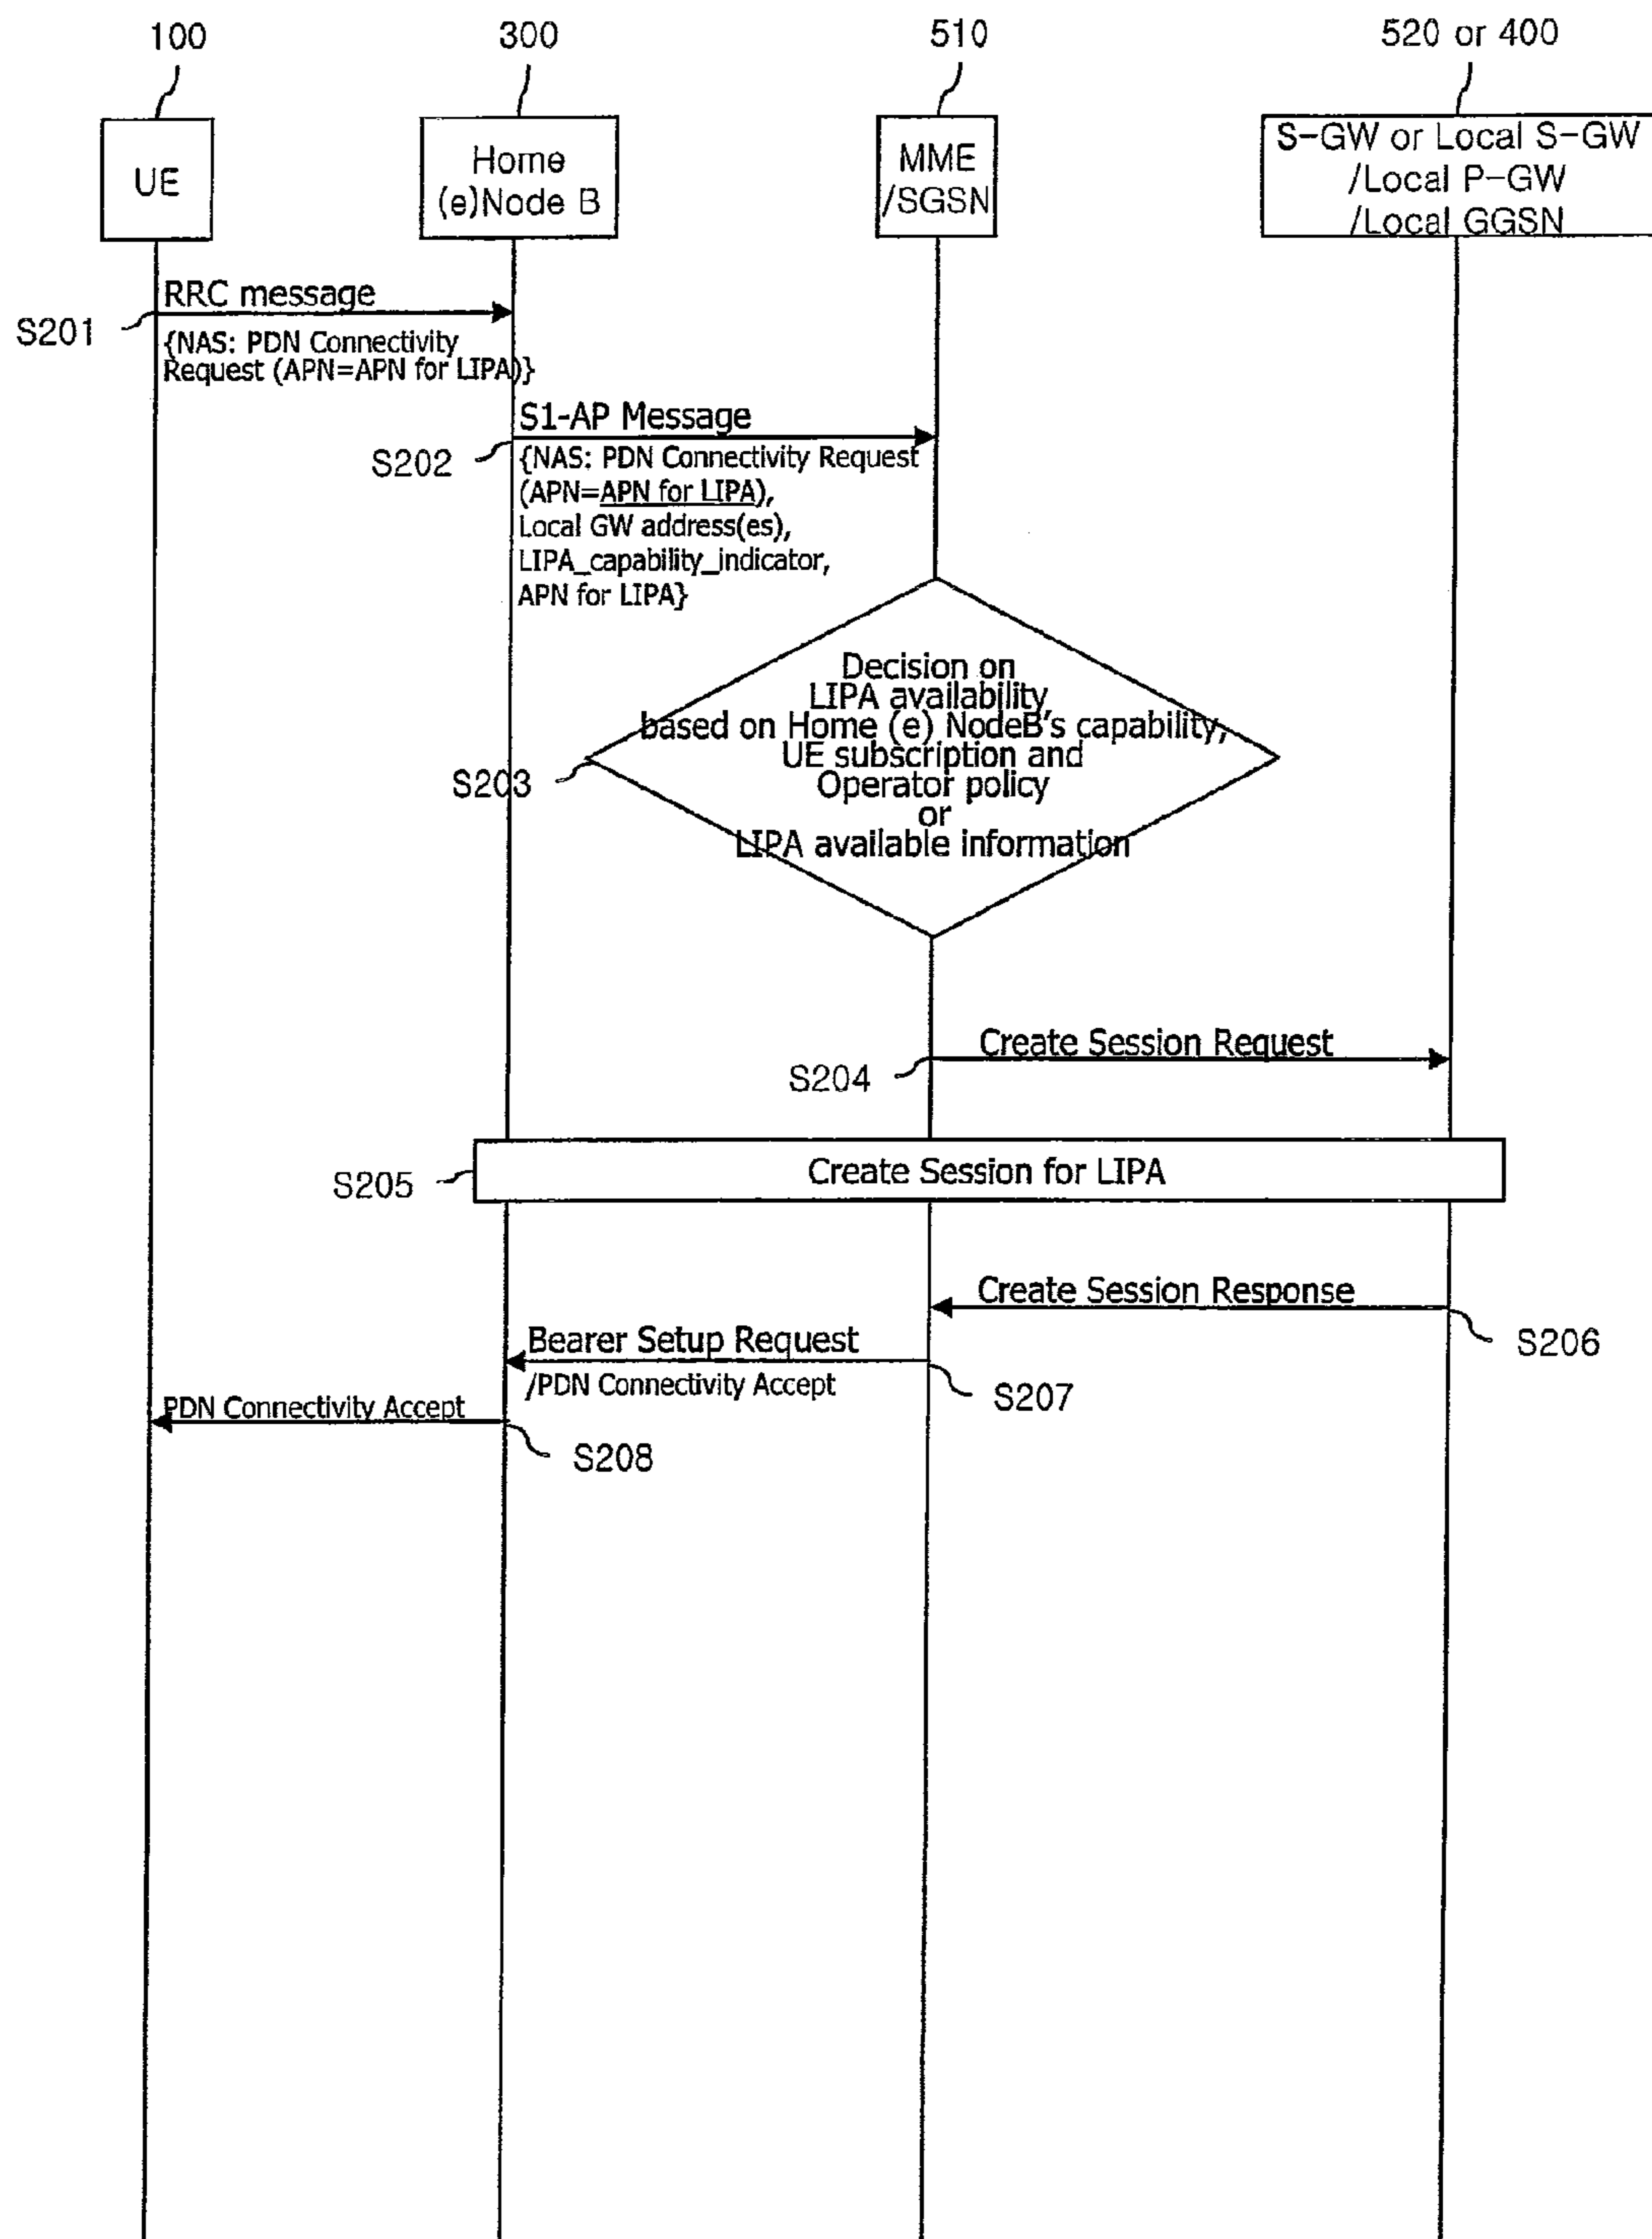 100
300
510
520 or 400
UE
Home
(e)Node B
MME
/SGSN
S-GW or Local S-GW
/Local P-GW
/Local GGSN
RRC message
S201
{NAS: PDN Connectivity
Request (APN=APN for LIPA)}
S1-AP Message
S202
{NAS: PDN Connectivity Request
(APN=APN for LIPA),
Local GW address(es),
LIPA_capability_indicator,
APN for LIPA}
Decision on
LIPA availability
based on Home (e) NodeB's capability,
UE subscription and
S203
Operator policy
or
LIPA available information
Create Session Request
S204
Create Session for LIPA
S205
Create Session Response
S206
Bearer Setup Request
/PDN Connectivity Accept
S207
PDN Connectivity Accept
S208